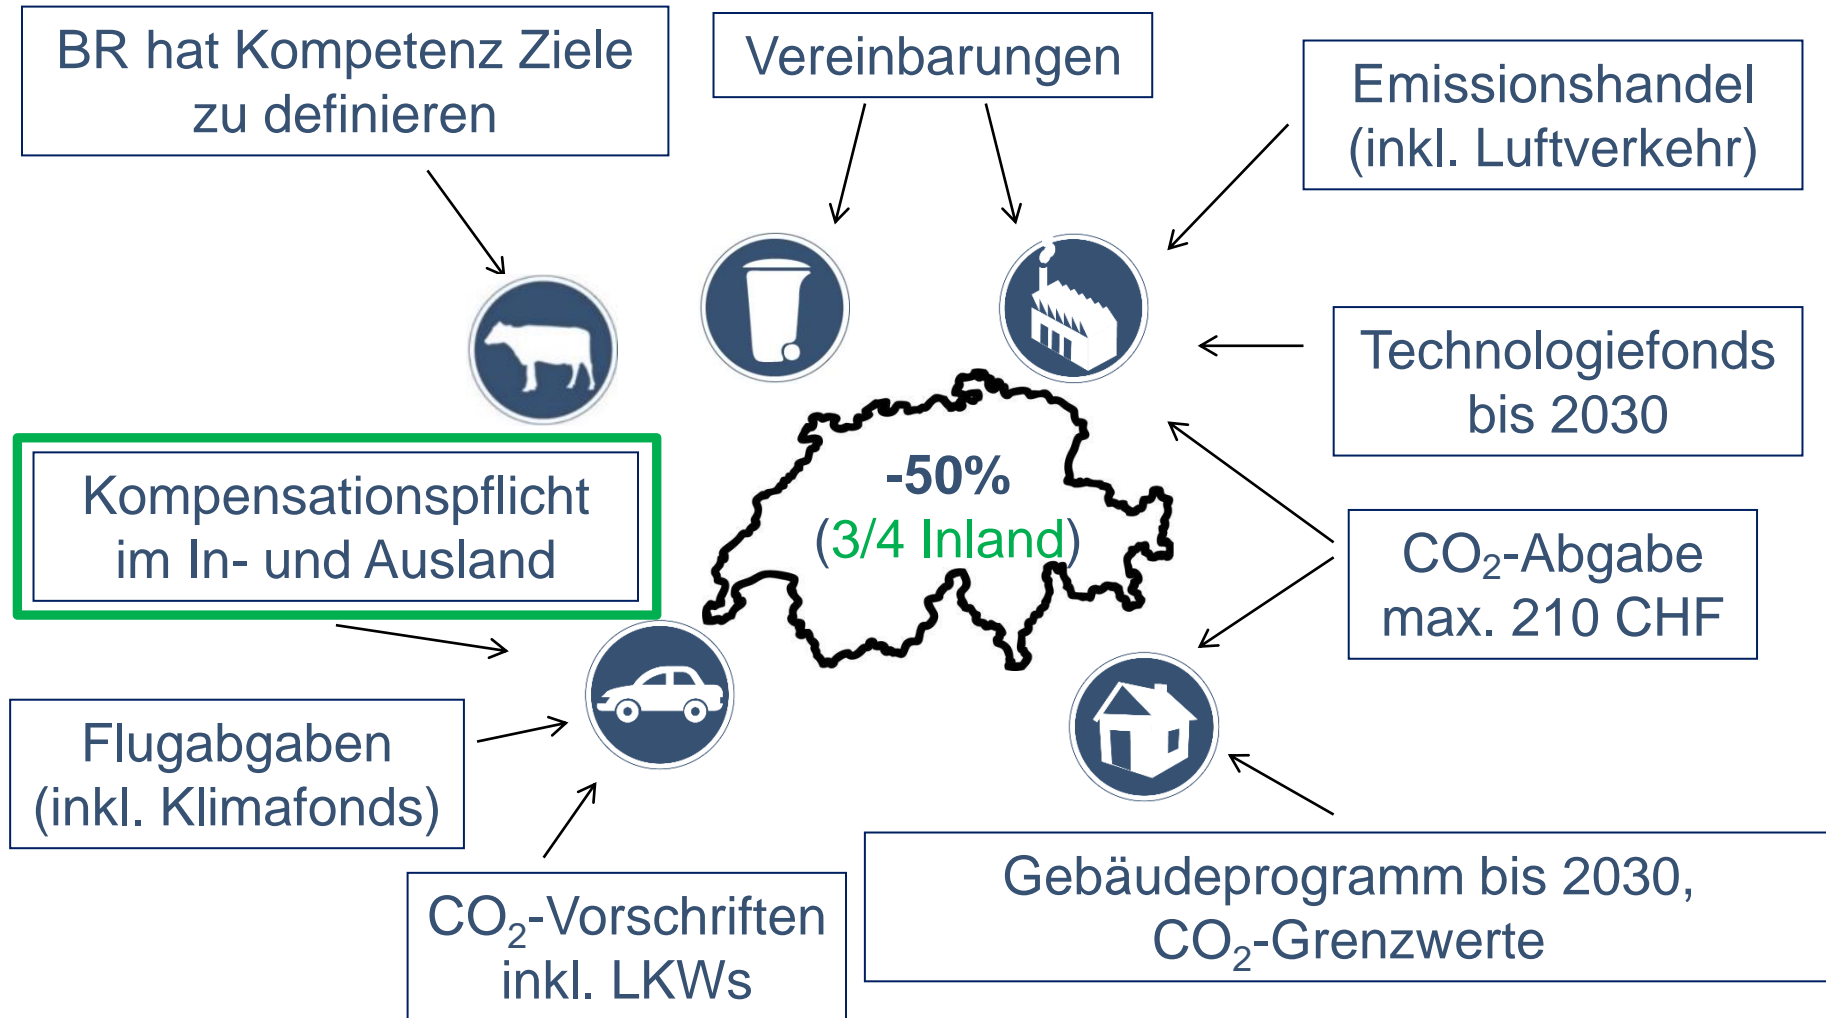 BR hat Kompetenz Ziele
zu definieren
Vereinbarungen
Emissionshandel
(inkl. Luftverkehr)
Technologiefonds
bis 2030
Kompensationspflicht
im In- und Ausland
-50%
(3/4 Inland)
CO₂-Abgabe
max. 210 CHF
Flugabgaben
(inkl. Klimafonds)
CO₂-Vorschriften
inkl. LKWs
Gebäudeprogramm bis 2030,
CO₂-Grenzwerte